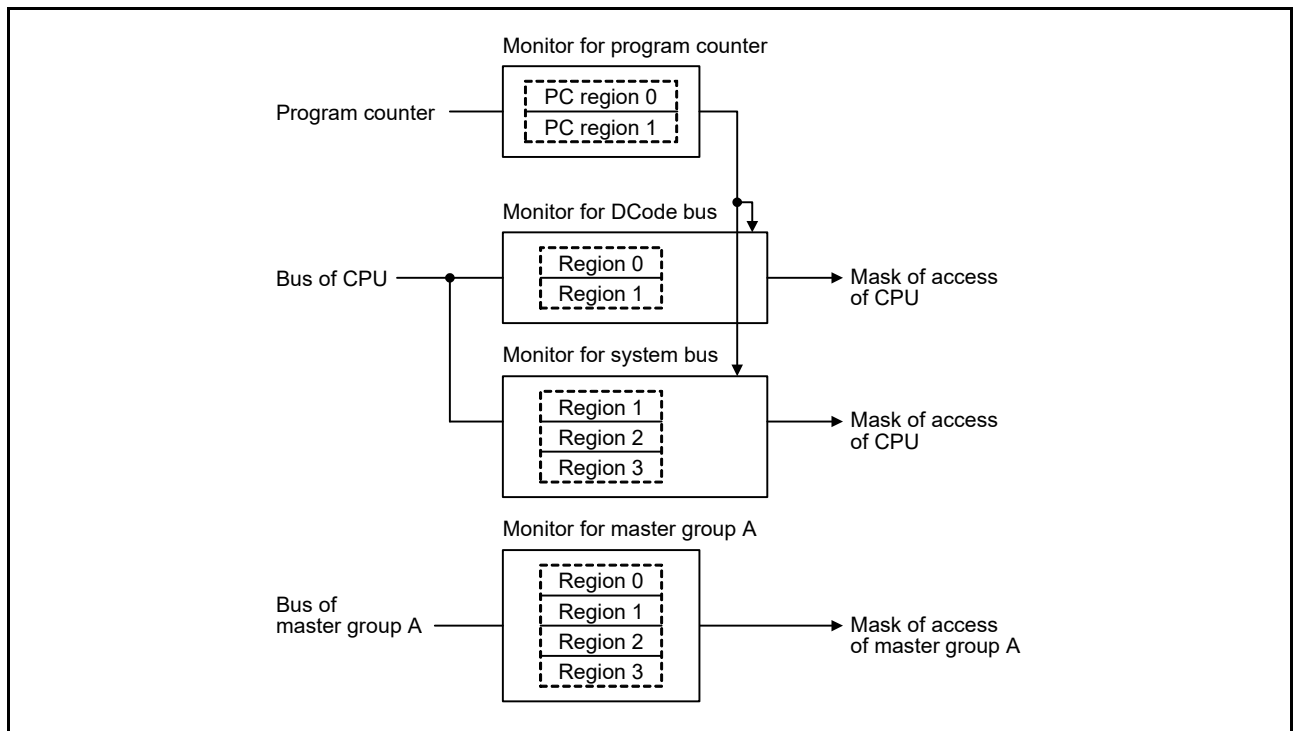 Monitor for program counter
Program counter
PC region 0
PC region 1
Monitor for DCode bus
Bus of CPU
Region 0
Region 1
Mask of access
of CPU
Monitor for system bus
Region 1
Region 2
Region 3
Mask of access
of CPU
Monitor for master group A
Bus of
master group A
Region 0
Region 1
Region 2
Region 3
Mask of access
of master group A